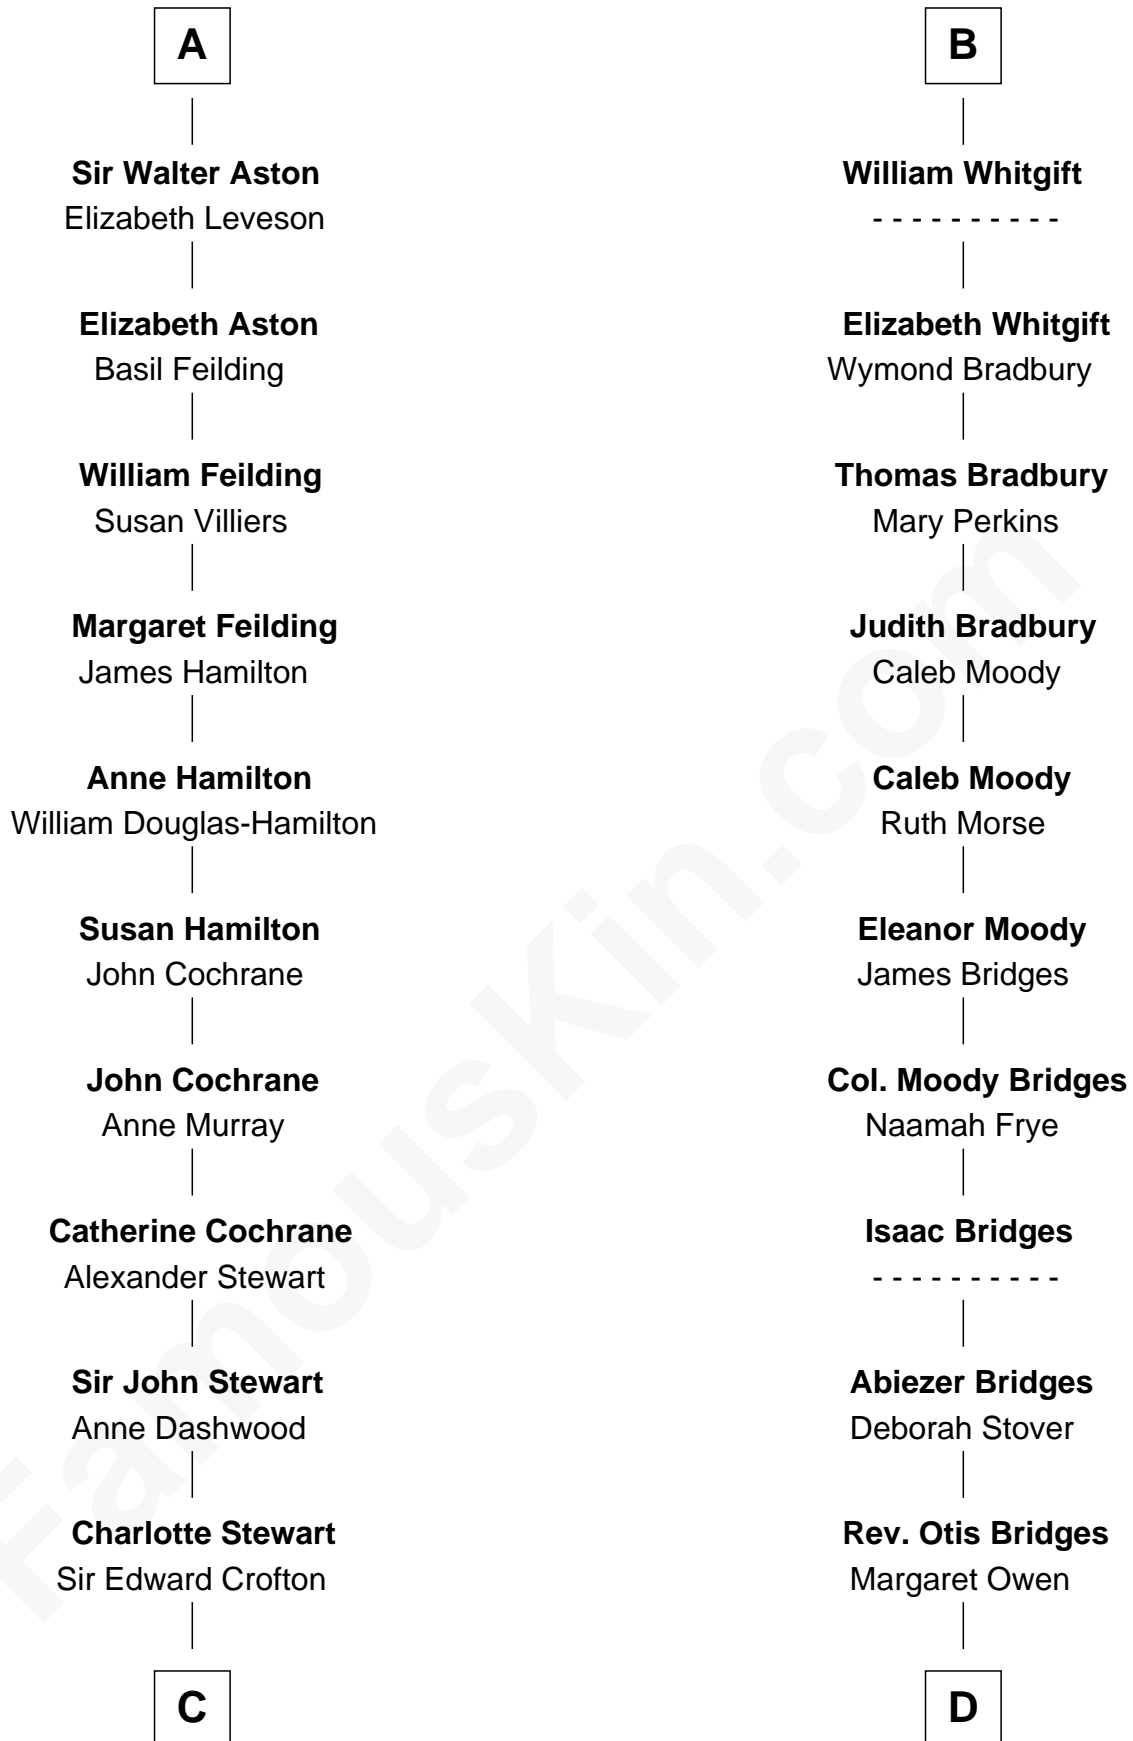 A
Sir Walter Aston
Elizabeth Leveson
Elizabeth Aston
Basil Feilding
William Feilding
Susan Villiers
Margaret Feilding
James Hamilton
Anne Hamilton
William Douglas-Hamilton
Susan Hamilton
John Cochrane
John Cochrane
Anne Murray
Catherine Cochrane
Alexander Stewart
Sir John Stewart
Anne Dashwood
Charlotte Stewart
Sir Edward Crofton
C
B
William Whitgift
- - - - - - - - - -
Elizabeth Whitgift
Wymond Bradbury
Thomas Bradbury
Mary Perkins
Judith Bradbury
Caleb Moody
Caleb Moody
Ruth Morse
Eleanor Moody
James Bridges
Col. Moody Bridges
Naamah Frye
Isaac Bridges
- - - - - - - - - -
Abiezer Bridges
Deborah Stover
Rev. Otis Bridges
Margaret Owen
D
FamousKin.com